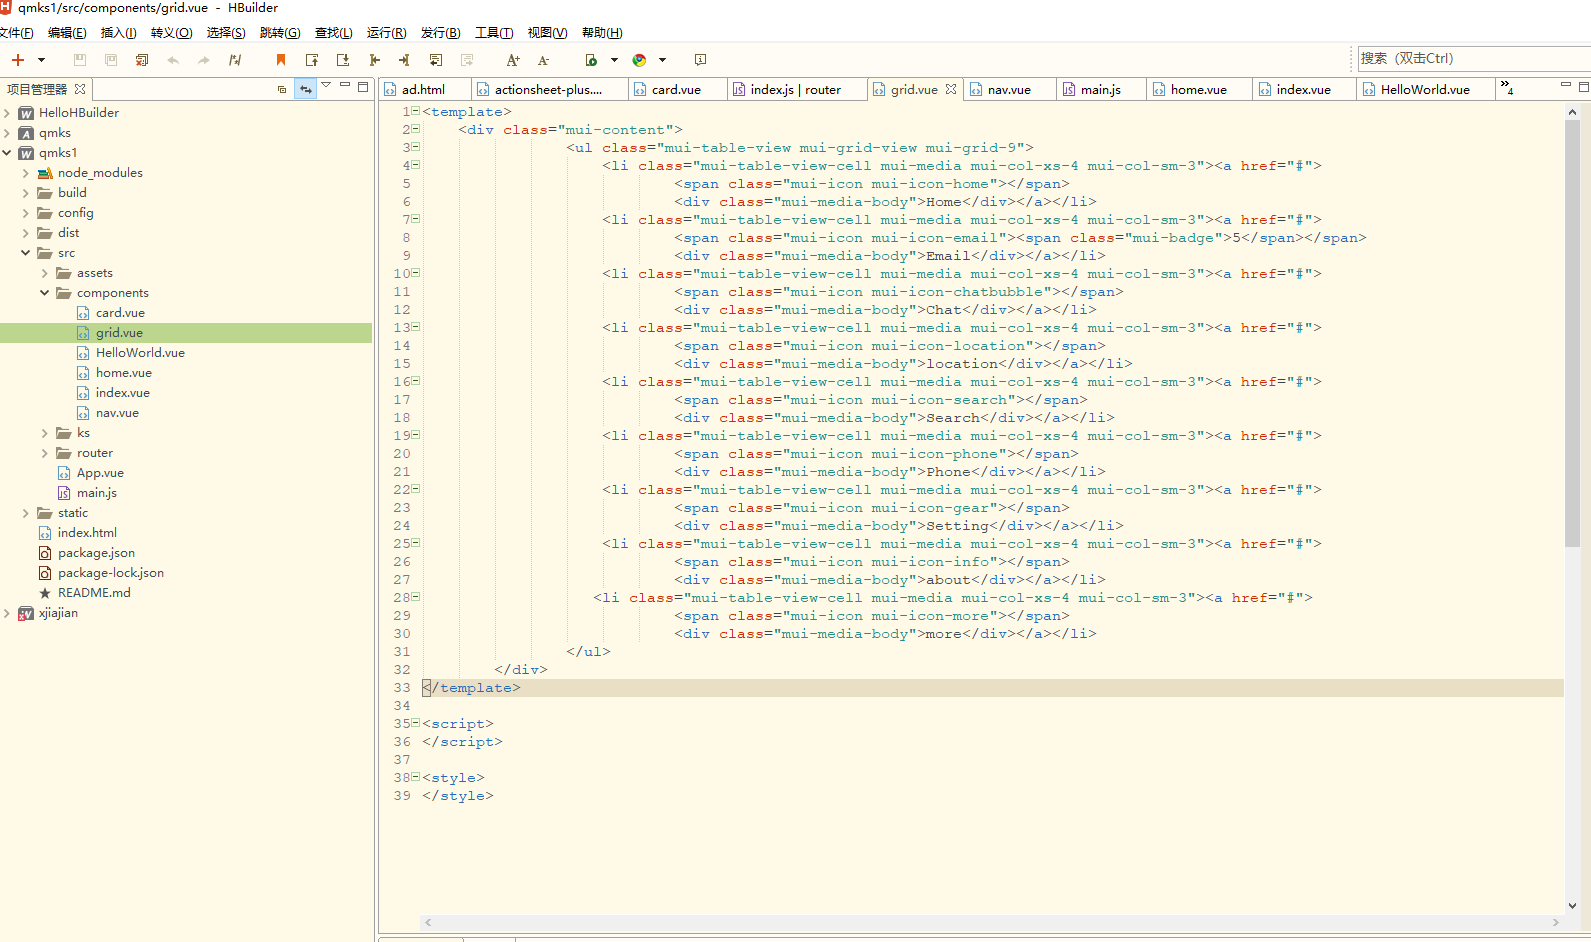 qmks1/src/components/grid.vue - HBuilder
文件(F) 编辑(E) 插入(I) 转义(O) 选择(S) 跳转(G) 查找(L) 运行(R) 发行(B) 工具(T) 视图(V) 帮助(H)
搜索（双击Ctrl）
项目管理器
ad.html actionsheet-plus.... card.vue index.js | router grid.vue nav.vue main.js home.vue index.vue HelloWorld.vue »4
HelloHBuilder
qmks
qmks1
node_modules
build
config
dist
src
assets
components
card.vue
grid.vue
HelloWorld.vue
home.vue
index.vue
nav.vue
ks
router
App.vue
main.js
static
index.html
package.json
package-lock.json
README.md
xjiajian
1 <template>
2 <div class="mui-content">
3 <ul class="mui-table-view mui-grid-view mui-grid-9">
4 <li class="mui-table-view-cell mui-media mui-col-xs-4 mui-col-sm-3"><a href="#">
5 <span class="mui-icon mui-icon-home"></span>
6 <div class="mui-media-body">Home</div></a></li>
7 <li class="mui-table-view-cell mui-media mui-col-xs-4 mui-col-sm-3"><a href="#">
8 <span class="mui-icon mui-icon-email"><span class="mui-badge">5</span></span>
9 <div class="mui-media-body">Email</div></a></li>
10 <li class="mui-table-view-cell mui-media mui-col-xs-4 mui-col-sm-3"><a href="#">
11 <span class="mui-icon mui-icon-chatbubble"></span>
12 <div class="mui-media-body">Chat</div></a></li>
13 <li class="mui-table-view-cell mui-media mui-col-xs-4 mui-col-sm-3"><a href="#">
14 <span class="mui-icon mui-icon-location"></span>
15 <div class="mui-media-body">location</div></a></li>
16 <li class="mui-table-view-cell mui-media mui-col-xs-4 mui-col-sm-3"><a href="#">
17 <span class="mui-icon mui-icon-search"></span>
18 <div class="mui-media-body">Search</div></a></li>
19 <li class="mui-table-view-cell mui-media mui-col-xs-4 mui-col-sm-3"><a href="#">
20 <span class="mui-icon mui-icon-phone"></span>
21 <div class="mui-media-body">Phone</div></a></li>
22 <li class="mui-table-view-cell mui-media mui-col-xs-4 mui-col-sm-3"><a href="#">
23 <span class="mui-icon mui-icon-gear"></span>
24 <div class="mui-media-body">Setting</div></a></li>
25 <li class="mui-table-view-cell mui-media mui-col-xs-4 mui-col-sm-3"><a href="#">
26 <span class="mui-icon mui-icon-info"></span>
27 <div class="mui-media-body">about</div></a></li>
28 <li class="mui-table-view-cell mui-media mui-col-xs-4 mui-col-sm-3"><a href="#">
29 <span class="mui-icon mui-icon-more"></span>
30 <div class="mui-media-body">more</div></a></li>
31 </ul>
32 </div>
33 </template>
34
35 <script>
36 </script>
37
38 <style>
39 </style>